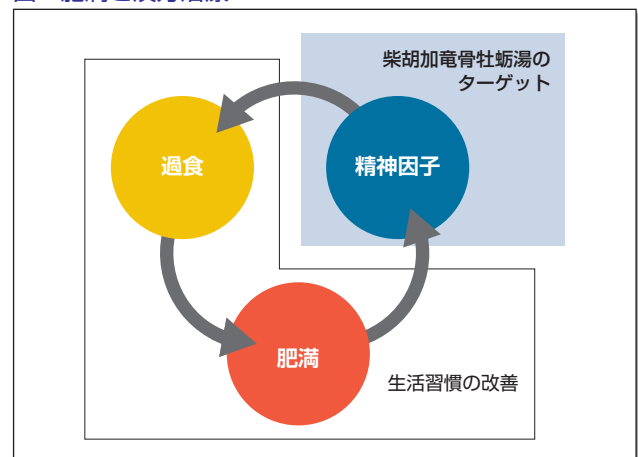 柴胡加竜骨牡蛎湯の
ターゲット
過食
精神因子
肥満
生活習慣の改善